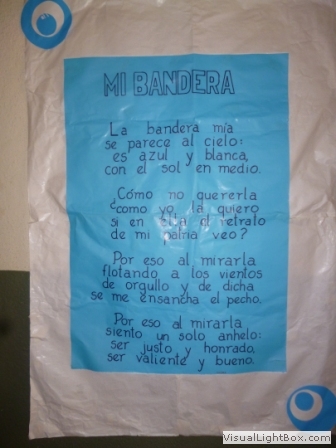 MI BANDERA
La bandera mía
se parece al cielo:
es azul y blanca,
con el sol en medio.
Cómo no quererla
¿como yo la quiero
si en ella el retrato
de mi patria veo?
Por eso al mirarla
flotando a los vientos
de orgullo y de dicha
se me ensancha el pecho.
Por eso al mirarla
siento un solo anhelo:
ser justo y honrado,
ser valiente y bueno.
VisualLightBox.com